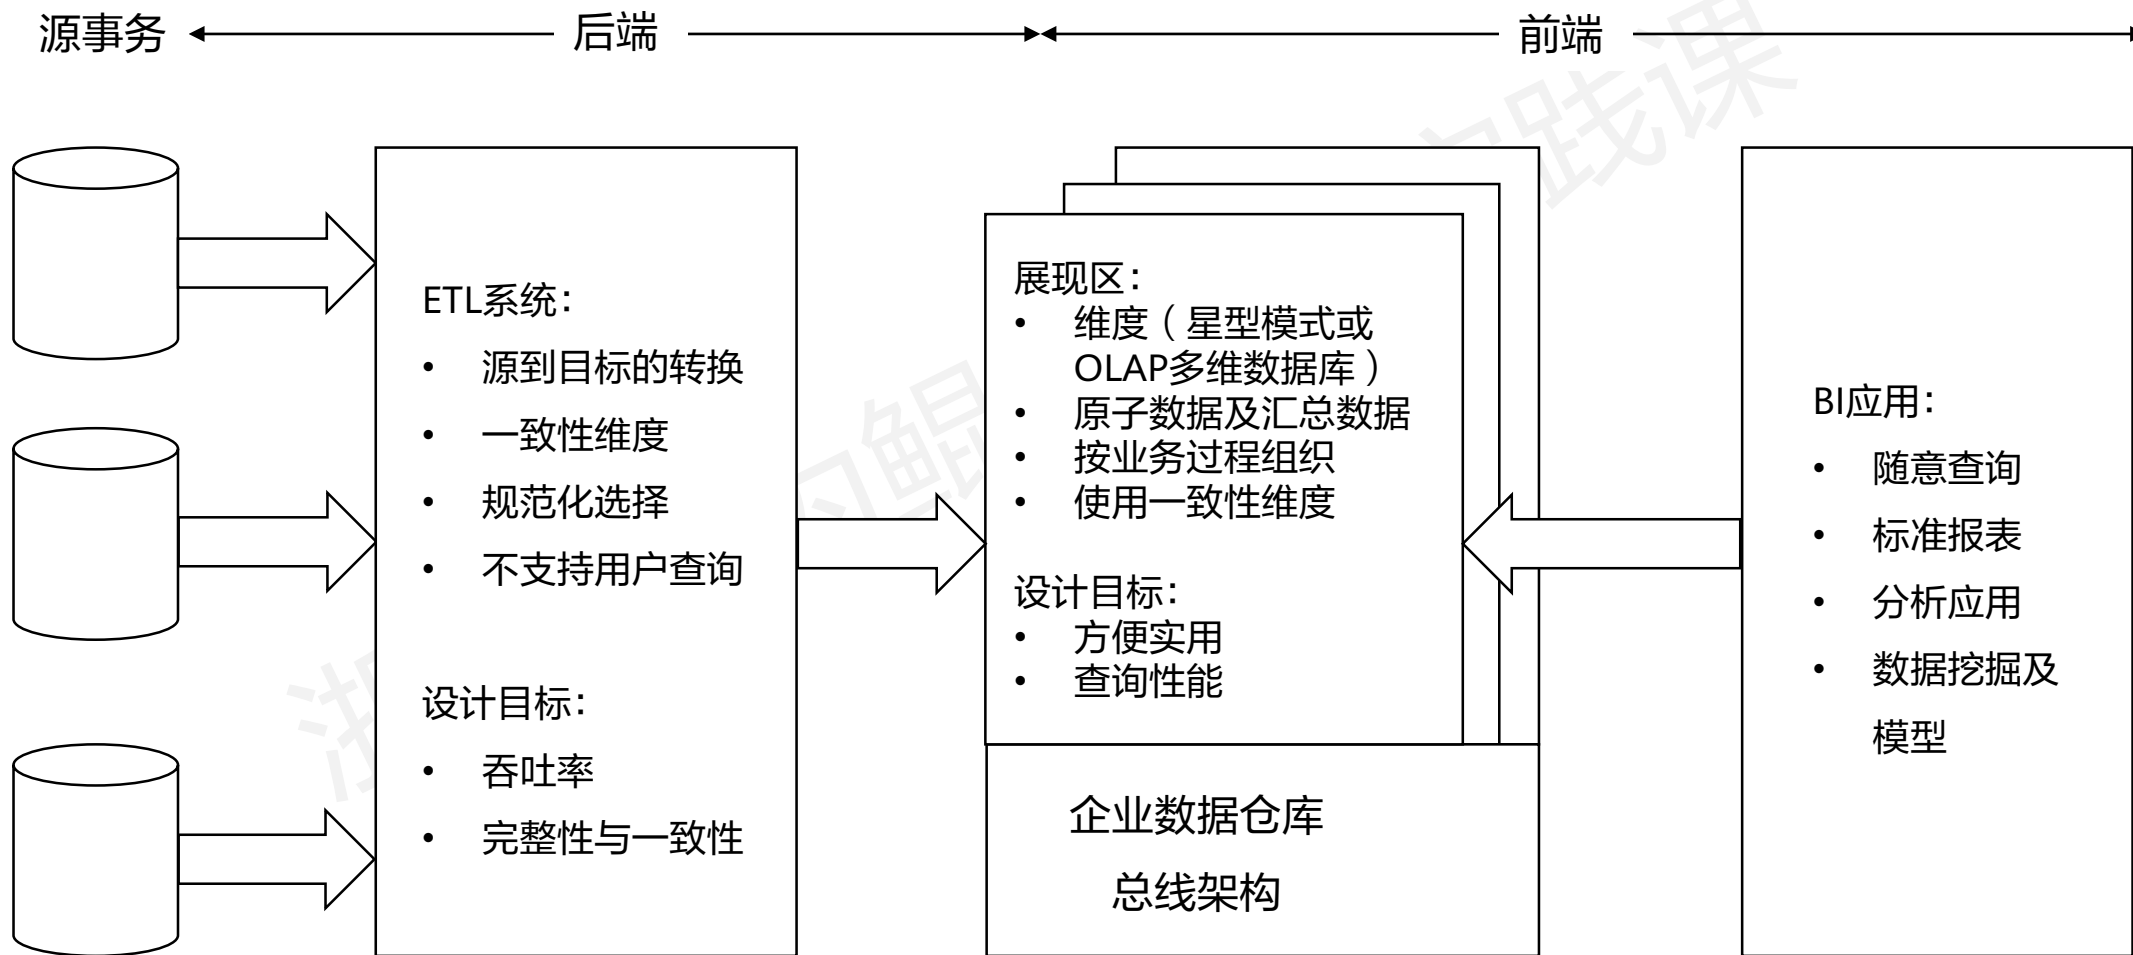 源事务
后端
前端
ETL系统：
• 源到目标的转换
• 一致性维度
• 规范化选择
• 不支持用户查询
设计目标：
• 吞吐率
• 完整性与一致性
展现区：
• 维度（星型模式或
OLAP多维数据库）
• 原子数据及汇总数据
• 按业务过程组织
• 使用一致性维度
设计目标：
• 方便实用
• 查询性能
企业数据仓库
总线架构
BI应用：
• 随意查询
• 标准报表
• 分析应用
• 数据挖掘及
模型
践课